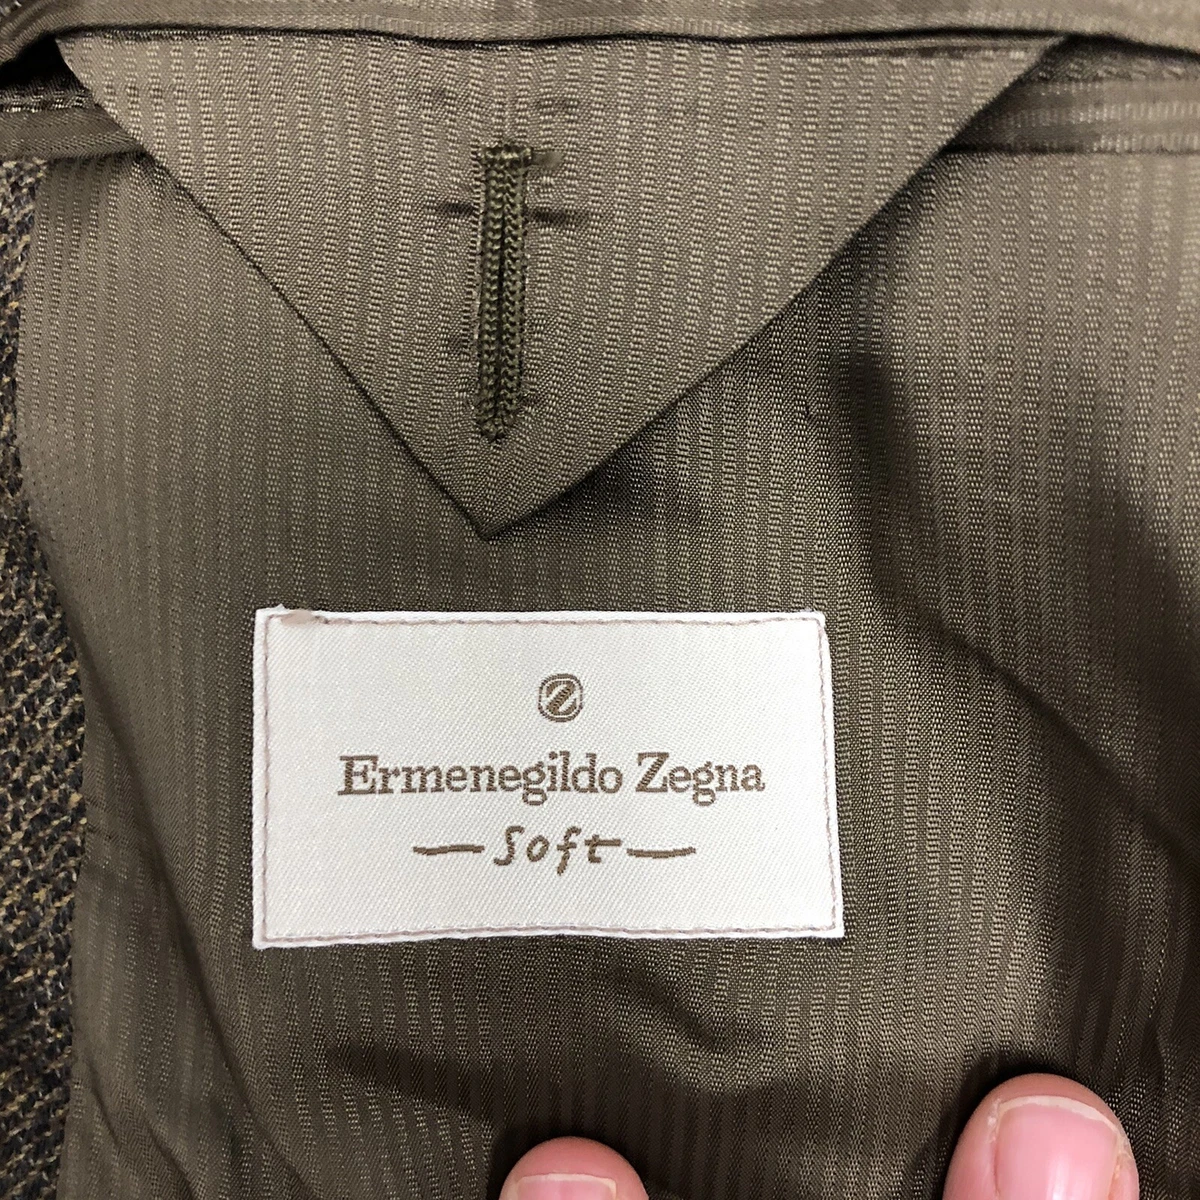 Z
Ermenegildo Zegna
— Soft —